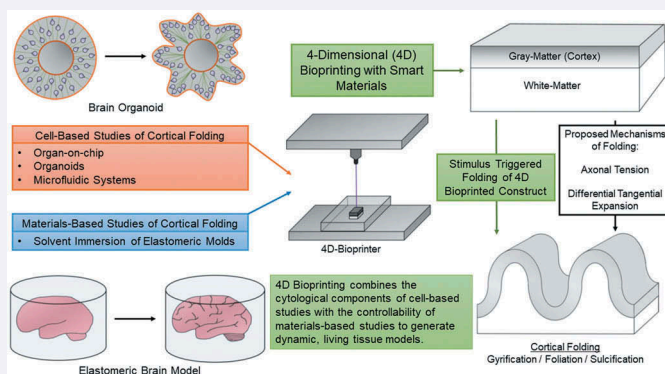 Brain Organoid
4-Dimensional (4D)
Bioprinting with Smart
Materials
Gray-Matter (Cortex)
White-Matter
Cell-Based Studies of Cortical Folding
• Organ-on-chip
• Organoids
• Microfluidic Systems
Materials-Based Studies of Cortical Folding
• Solvent Immersion of Elastomeric Molds
4D-Bioprinter
Stimulus Triggered
Folding of 4D
Bioprinted Construct
Proposed Mechanisms
of Folding:
Axonal Tension
Differential Tangential
Expansion
Elastomeric Brain Model
4D Bioprinting combines the
cytological components of cell-based
studies with the controllability of
materials-based studies to generate
dynamic, living tissue models.
Cortical Folding
Gyrification / Foliation / Sulcification